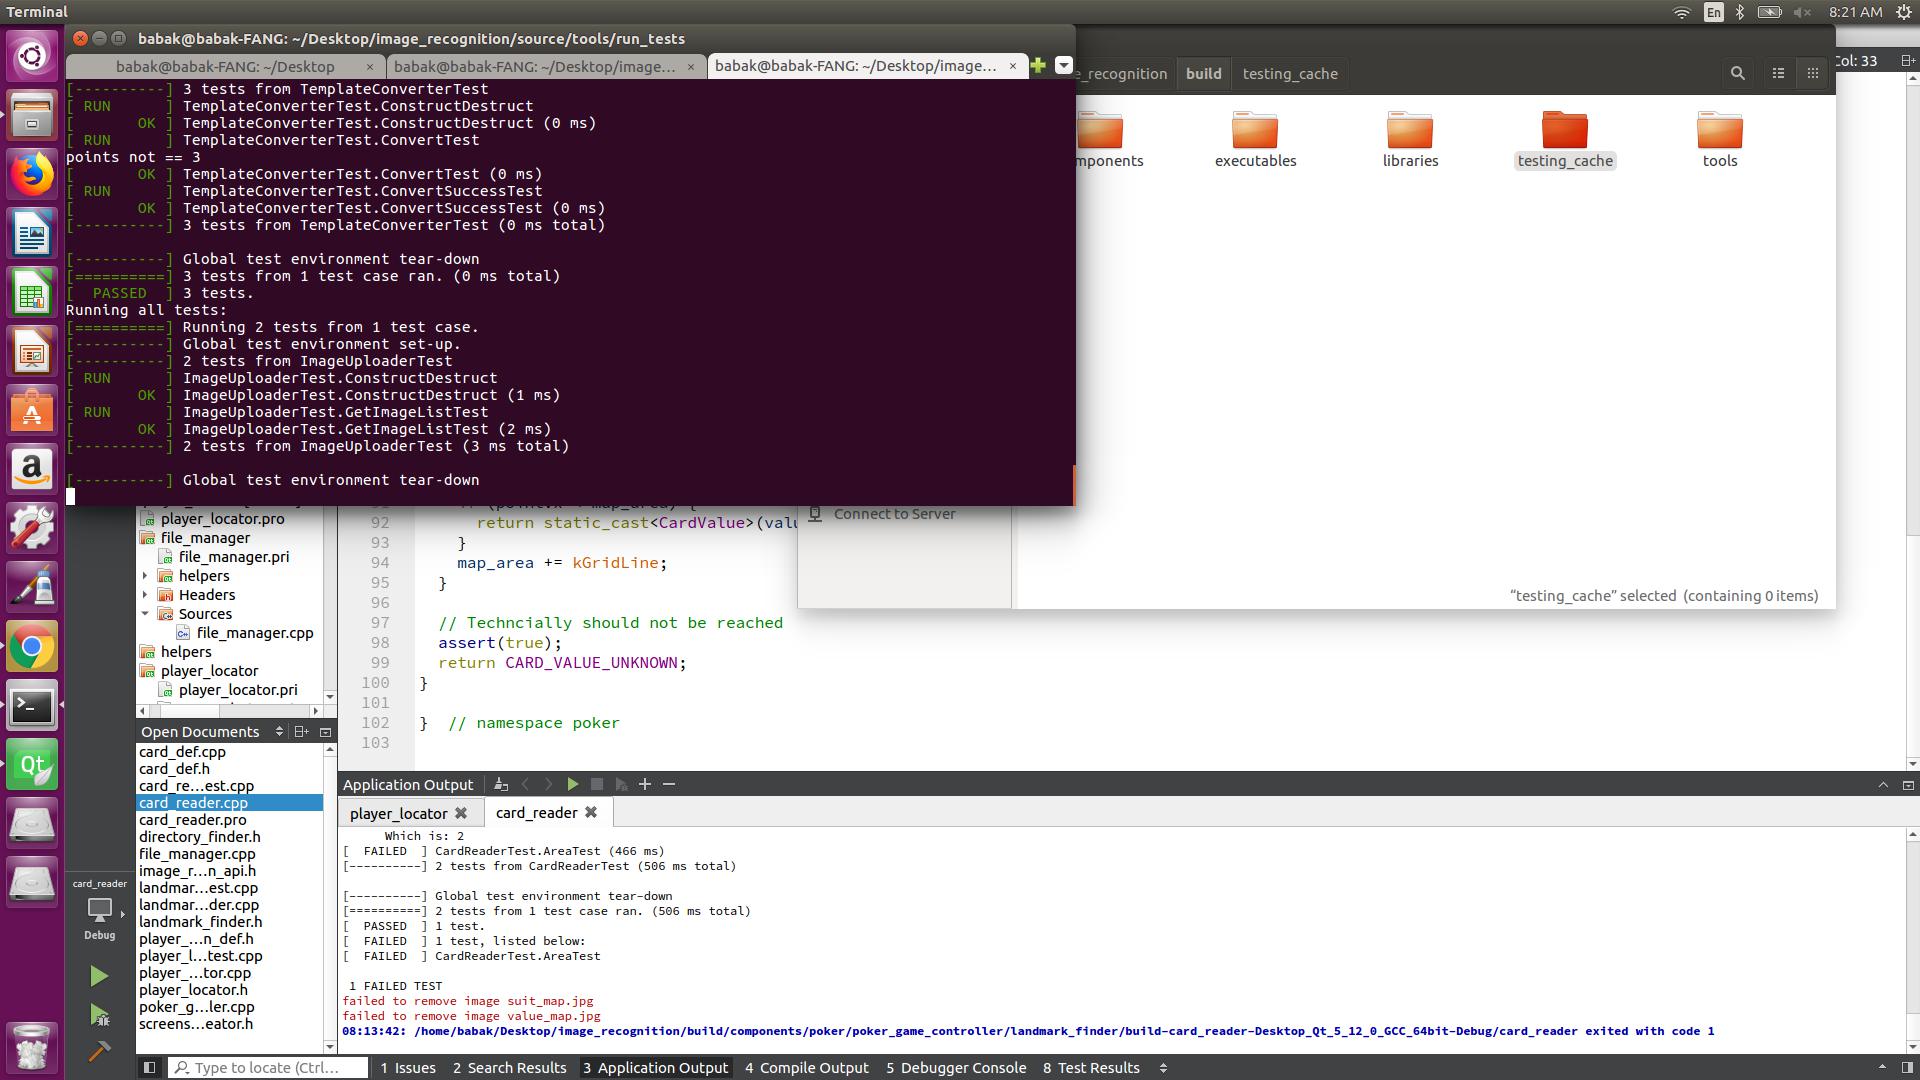 Terminal
En
8:21 AM
babak@babak-FANG: ~/Desktop/image_recognition/source/tools/run_tests
babak@babak-FANG: ~/Desktop ×
babak@babak-FANG: ~/Desktop/image... ×
babak@babak-FANG: ~/Desktop/image... ×
[----------] 3 tests from TemplateConverterTest
[ RUN      ] TemplateConverterTest.ConstructDestruct
[       OK ] TemplateConverterTest.ConstructDestruct (0 ms)
[ RUN      ] TemplateConverterTest.ConvertTest
points not == 3
[       OK ] TemplateConverterTest.ConvertTest (0 ms)
[ RUN      ] TemplateConverterTest.ConvertSuccessTest
[       OK ] TemplateConverterTest.ConvertSuccessTest (0 ms)
[----------] 3 tests from TemplateConverterTest (0 ms total)
[----------] Global test environment tear-down
[==========] 3 tests from 1 test case ran. (0 ms total)
[  PASSED  ] 3 tests.
Running all tests:
[==========] Running 2 tests from 1 test case.
[----------] Global test environment set-up.
[----------] 2 tests from ImageUploaderTest
[ RUN      ] ImageUploaderTest.ConstructDestruct
[       OK ] ImageUploaderTest.ConstructDestruct (1 ms)
[ RUN      ] ImageUploaderTest.GetImageListTest
[       OK ] ImageUploaderTest.GetImageListTest (2 ms)
[----------] 2 tests from ImageUploaderTest (3 ms total)
[----------] Global test environment tear-down
e_recognition build testing_cache
Col: 33
mponents
executables
libraries
testing_cache
tools
Connect to Server
"testing_cache" selected (containing 0 items)
player_locator.pro
file_manager
file_manager.pri
helpers
Headers
Sources
file_manager.cpp
helpers
player_locator
player_locator.pri
92 return static_cast<CardValue>(valu
93 }
94 map_area += kGridLine;
95 }
96
97 // Techncially should not be reached
98 assert(true);
99 return CARD_VALUE_UNKNOWN;
100 }
101
102 } // namespace poker
103
Open Documents
card_def.cpp
card_def.h
card_re...est.cpp
card_reader.cpp
card_reader.pro
directory_finder.h
file_manager.cpp
image_r...n_api.h
landmar...est.cpp
landmar...der.cpp
landmark_finder.h
player_...n_def.h
player_l...test.cpp
player_...tor.cpp
player_locator.h
poker_g...ler.cpp
screens...eator.h
card_reader
Debug
Qt
Application Output
player_locator
card_reader
Which is: 2
[  FAILED  ] CardReaderTest.AreaTest (466 ms)
[----------] 2 tests from CardReaderTest (506 ms total)
[----------] Global test environment tear-down
[==========] 2 tests from 1 test case ran. (506 ms total)
[  PASSED  ] 1 test.
[  FAILED  ] 1 test, listed below:
[  FAILED  ] CardReaderTest.AreaTest
1 FAILED TEST
failed to remove image suit_map.jpg
failed to remove image value_map.jpg
08:13:42: /home/babak/Desktop/image_recognition/build/components/poker/poker_game_controller/landmark_finder/build-card_reader-Desktop_Qt_5_12_0_GCC_64bit-Debug/card_reader exited with code 1
Type to locate (Ctrl...
1 Issues
2 Search Results
3 Application Output
4 Compile Output
5 Debugger Console
8 Test Results